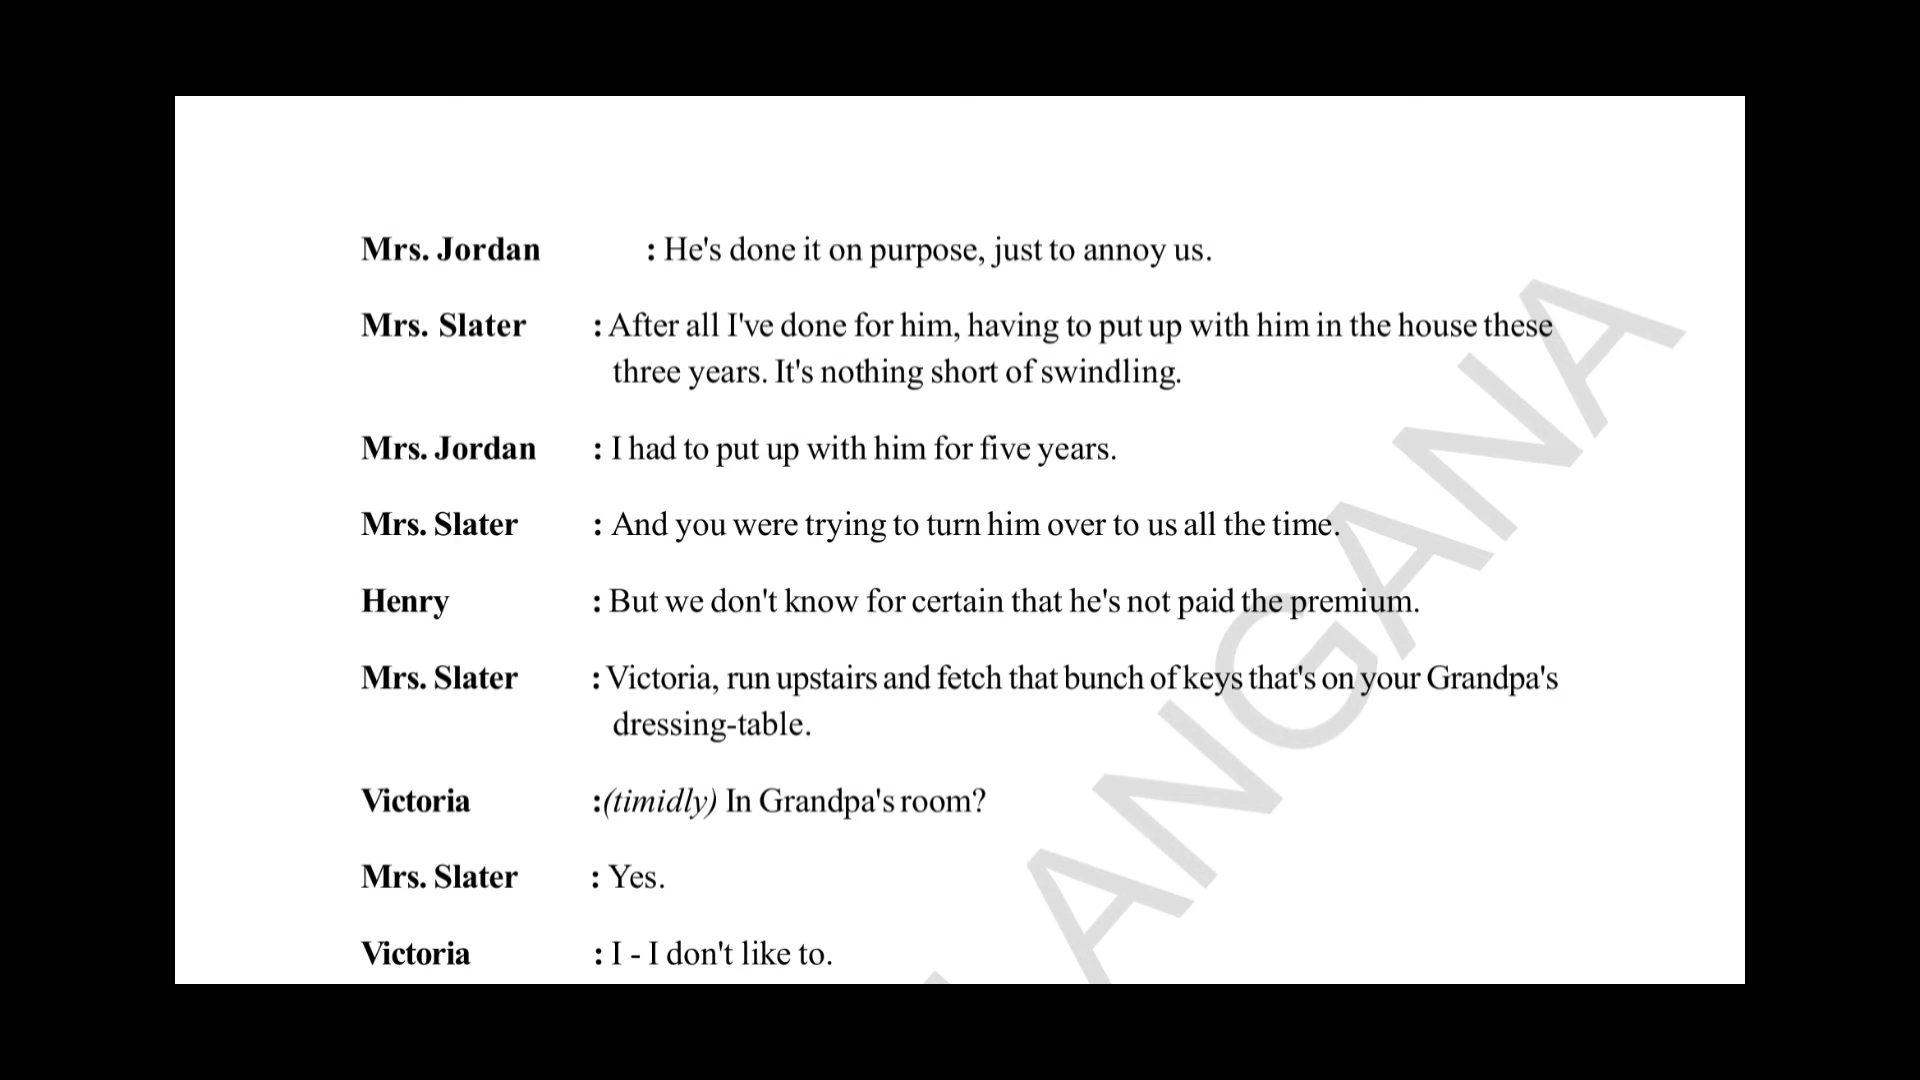 Mrs. Jordan : He's done it on purpose, just to annoy us.
Mrs. Slater : After all I've done for him, having to put up with him in the house these
three years. It's nothing short of swindling.
Mrs. Jordan : I had to put up with him for five years.
Mrs. Slater : And you were trying to turn him over to us all the time.
Henry : But we don't know for certain that he's not paid the premium.
Mrs. Slater : Victoria, run upstairs and fetch that bunch of keys that's on your Grandpa's
dressing-table.
Victoria :(timidly) In Grandpa's room?
Mrs. Slater : Yes.
Victoria : I - I don't like to.
ANGANA